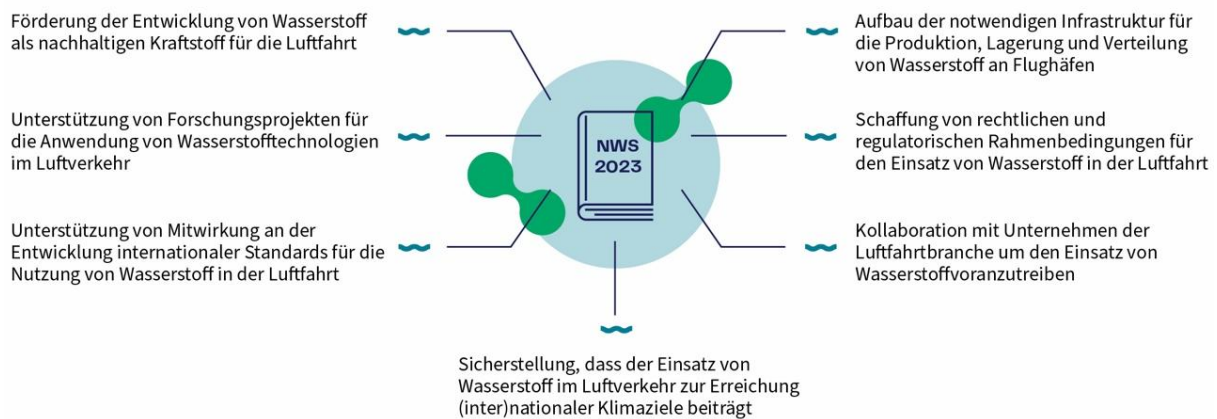 Förderung der Entwicklung von Wasserstoff
als nachhaltigen Kraftstoff für die Luftfahrt
Unterstützung von Forschungsprojekten für
die Anwendung von Wasserstofftechnologien
im Luftverkehr
Unterstützung von Mitwirkung an der
Entwicklung internationaler Standards für die
Nutzung von Wasserstoff in der Luftfahrt
NWS
2023
Aufbau der notwendigen Infrastruktur für
die Produktion, Lagerung und Verteilung
von Wasserstoff an Flughäfen
Schaffung von rechtlichen und
regulatorischen Rahmenbedingungen für
den Einsatz von Wasserstoff in der Luftfahrt
Kollaboration mit Unternehmen der
Luftfahrtbranche um den Einsatz von
Wasserstoffvoranzutreiben
Sicherstellung, dass der Einsatz von
Wasserstoff im Luftverkehr zur Erreichung
(inter)nationaler Klimaziele beiträgt